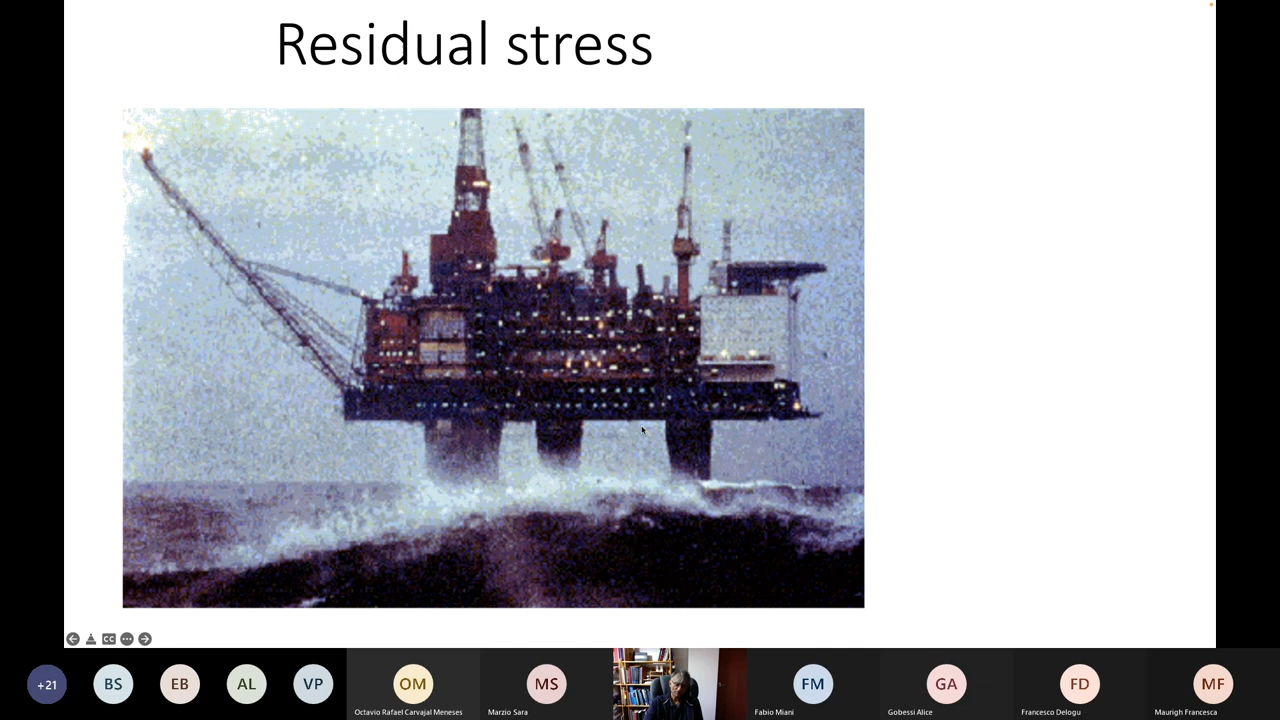 Residual stress
CC
+21
BS
EB
AL
VP
OM
MS
FM
GA
FD
MF
Octavio Rafael Carvajal Meneses
Marzio Sara
Fabio Miani
Gobessi Alice
Francesco Delogu
Maurigh Francesca